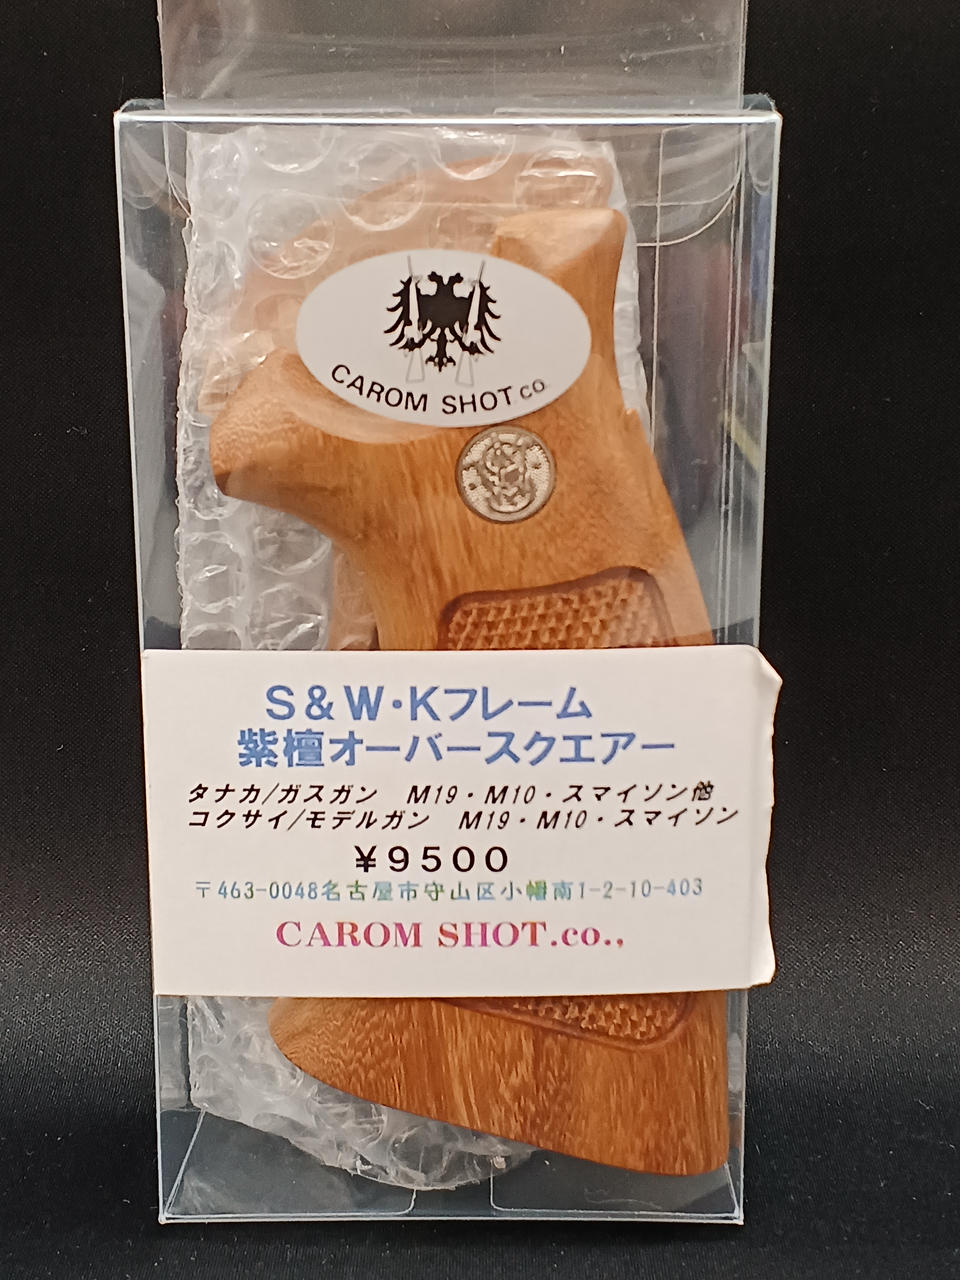 CAROM SHOT co.
S&W・Kフレーム
紫檀オーバースクエアー
タナカ/ガスガン M19・M10・スマイソン他
コクサイ/モデルガン M19・M10・スマイソン
¥9500
〒463-0048名古屋市守山区小幡南1-2-10-403
CAROM SHOT.co.,